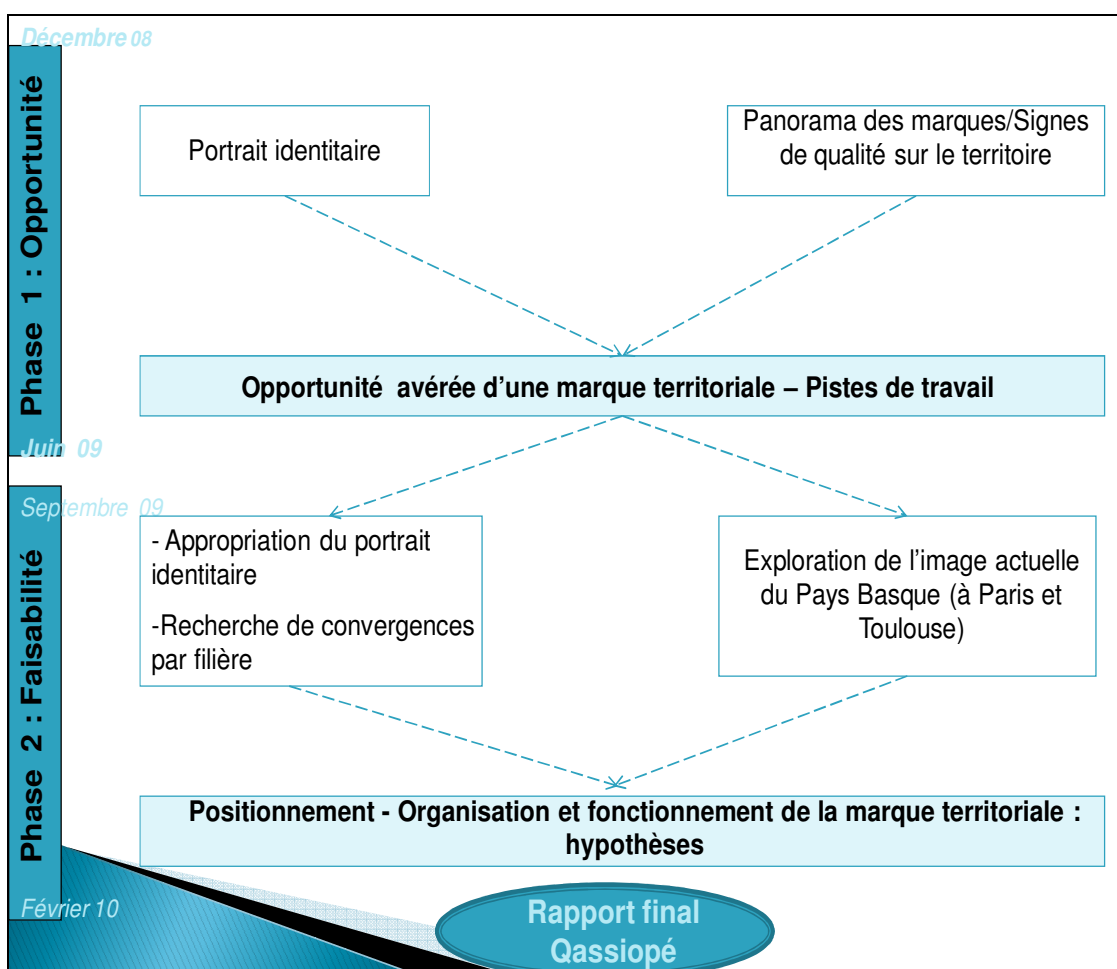 Décembre 08
Phase 1 : Opportunité
Portrait identitaire
Panorama des marques/Signes
de qualité sur le territoire
Opportunité avérée d'une marque territoriale – Pistes de travail
Juin 09
Septembre 09
Phase 2 : Faisabilité
- Appropriation du portrait
identitaire
-Recherche de convergences
par filière
Exploration de l'image actuelle
du Pays Basque (à Paris et
Toulouse)
Positionnement - Organisation et fonctionnement de la marque territoriale :
hypothèses
Février 10
Rapport final
Qassiopé